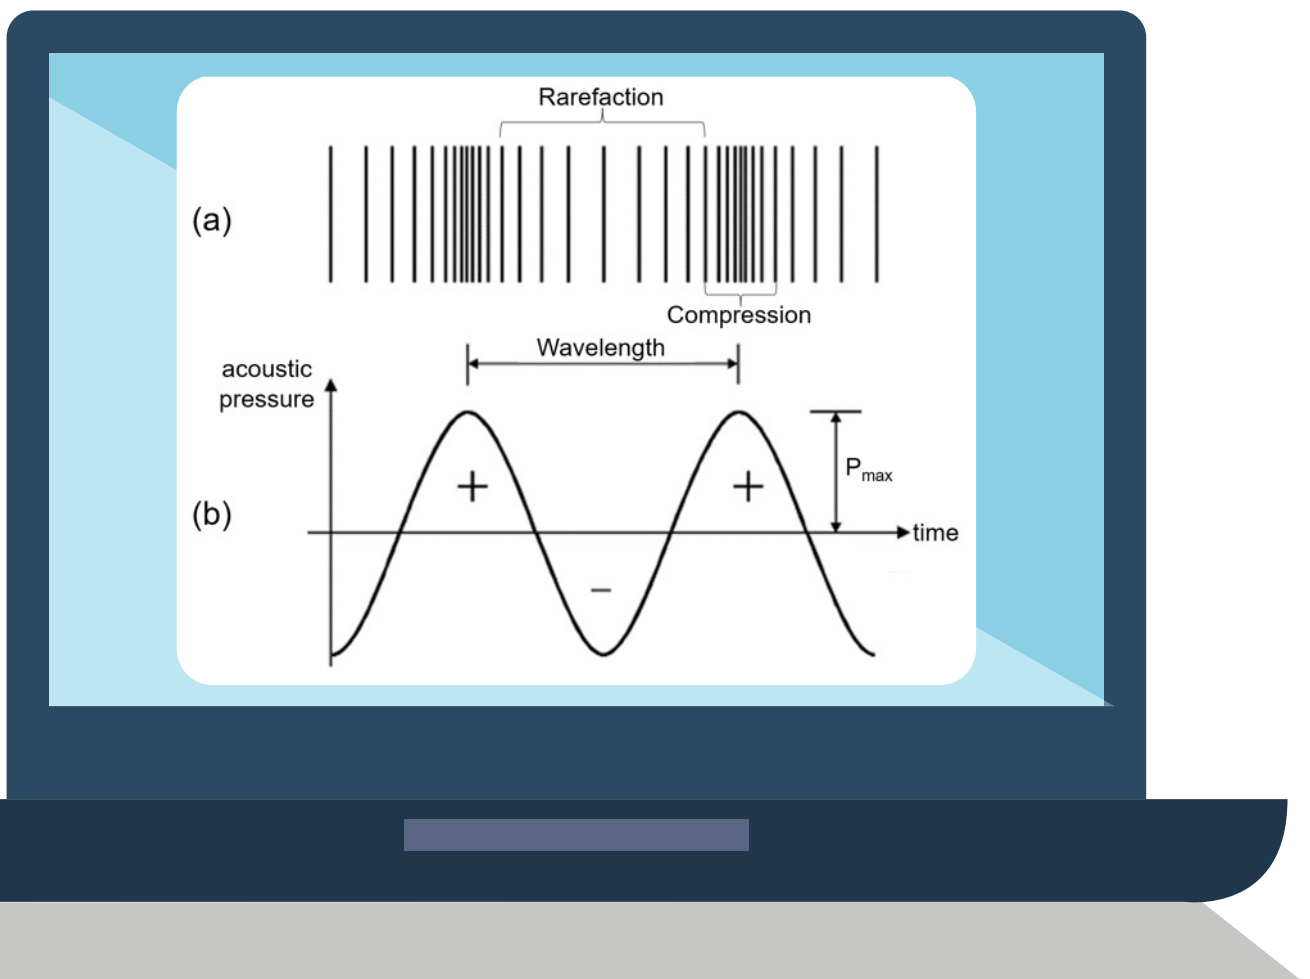 Rarefaction
(a)
Compression
Wavelength
acoustic
pressure
+
+
Pmax
(b)
time
−